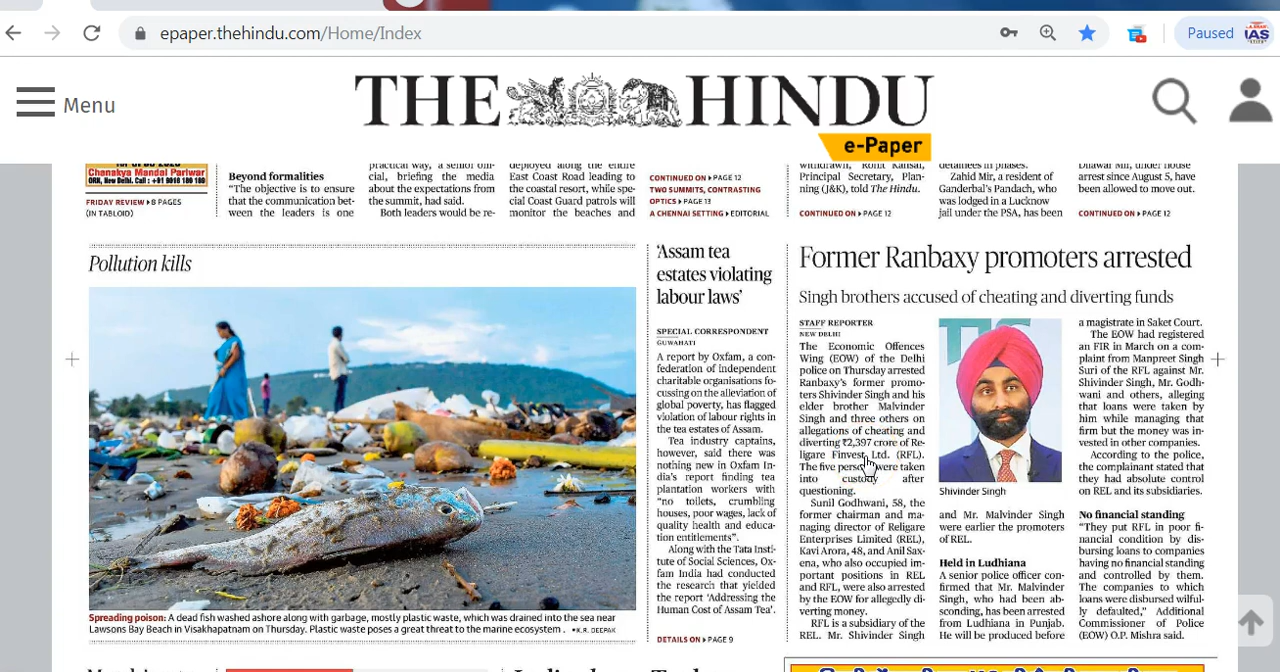 epaper.thehindu.com/Home/Index
Paused
IAS
Menu
THE HINDU
e-Paper
Chanakya Mandal Pariwar
ORN, New Delhi. Call : +91 9016 186 189
FRIDAY REVIEW 8 PAGES
(IN TABLOID)
Beyond formalities
“The objective is to ensure
that the communication bet-
ween the leaders is one
practical way, a senior offi-
cial, briefing the media
about the expectations from
the summit, had said.
Both leaders would be re-
deployed along the entire
East Coast Road leading to
the coastal resort, while spe-
cial Coast Guard patrols will
monitor the beaches and
CONTINUED ON PAGE 12
TWO SUMMITS, CONTRASTING
OPTICS PAGE 13
A CHENNAI SETTING EDITORIAL
withdrawn, Rohit Kansal,
Principal Secretary, Plan-
ning (J&K), told The Hindu.
CONTINUED ON PAGE 12
detainees in phases.
Zahid Mir, a resident of
Ganderbal's Pandach, who
was lodged in a Lucknow
jail under the PSA, has been
Dilawar Mir, under house
arrest since August 5, have
been allowed to move out.
CONTINUED ON PAGE 12
Pollution kills
Spreading poison: A dead fish washed ashore along with garbage, mostly plastic waste, which was drained into the sea near
Lawsons Bay Beach in Visakhapatnam on Thursday. Plastic waste poses a great threat to the marine ecosystem . •K.R. DEEPAK
‘Assam tea
estates violating
labour laws’
SPECIAL CORRESPONDENT
GUWAHATI
A report by Oxfam, a con-
federation of independent
charitable organisations fo-
cussing on the alleviation of
global poverty, has flagged
violation of labour rights in
the tea estates of Assam.
Tea industry captains,
however, said there was
nothing new in Oxfam In-
dia's report finding tea
plantation workers with
“no toilets, crumbling
houses, poor wages, lack of
quality health and educa-
tion entitlements”.
Along with the Tata Insti-
tute of Social Sciences, Ox-
fam India had conducted
the research that yielded
the report ‘Addressing the
Human Cost of Assam Tea’.
DETAILS ON PAGE 9
Former Ranbaxy promoters arrested
Singh brothers accused of cheating and diverting funds
STAFF REPORTER
NEW DELHI
The Economic Offences
Wing (EOW) of the Delhi
police on Thursday arrested
Ranbaxy's former promo-
ters Shivinder Singh and his
elder brother Malvinder
Singh and three others on
allegations of cheating and
diverting ₹2,397 crore of Re-
ligare Finvest Ltd. (RFL).
The five persons were taken
into custody after
questioning.
Sunil Godhwani, 58, the
former chairman and ma-
naging director of Religare
Enterprises Limited (REL),
Kavi Arora, 48, and Anil Sax-
ena, who also occupied im-
portant positions in REL
and RFL, were also arrested
by the EOW for allegedly di-
verting money.
RFL is a subsidiary of the
REL. Mr. Shivinder Singh
Shivinder Singh
and Mr. Malvinder Singh
were earlier the promoters
of REL.
Held in Ludhiana
A senior police officer con-
firmed that Mr. Malvinder
Singh, who had been ab-
sconding, has been arrested
from Ludhiana in Punjab.
He will be produced before
a magistrate in Saket Court.
The EOW had registered
an FIR in March on a com-
plaint from Manpreet Singh
Suri of the RFL against Mr.
Shivinder Singh, Mr. Godh-
wani and others, alleging
that loans were taken by
him while managing that
firm but the money was in-
vested in other companies.
According to the police,
the complainant stated that
they had absolute control
on REL and its subsidiaries.
No financial standing
“They put RFL in poor fi-
nancial condition by dis-
bursing loans to companies
having no financial standing
and controlled by them.
The companies to which
loans were disbursed wilful-
ly defaulted,” Additional
Commissioner of Police
(EOW) O.P. Mishra said.